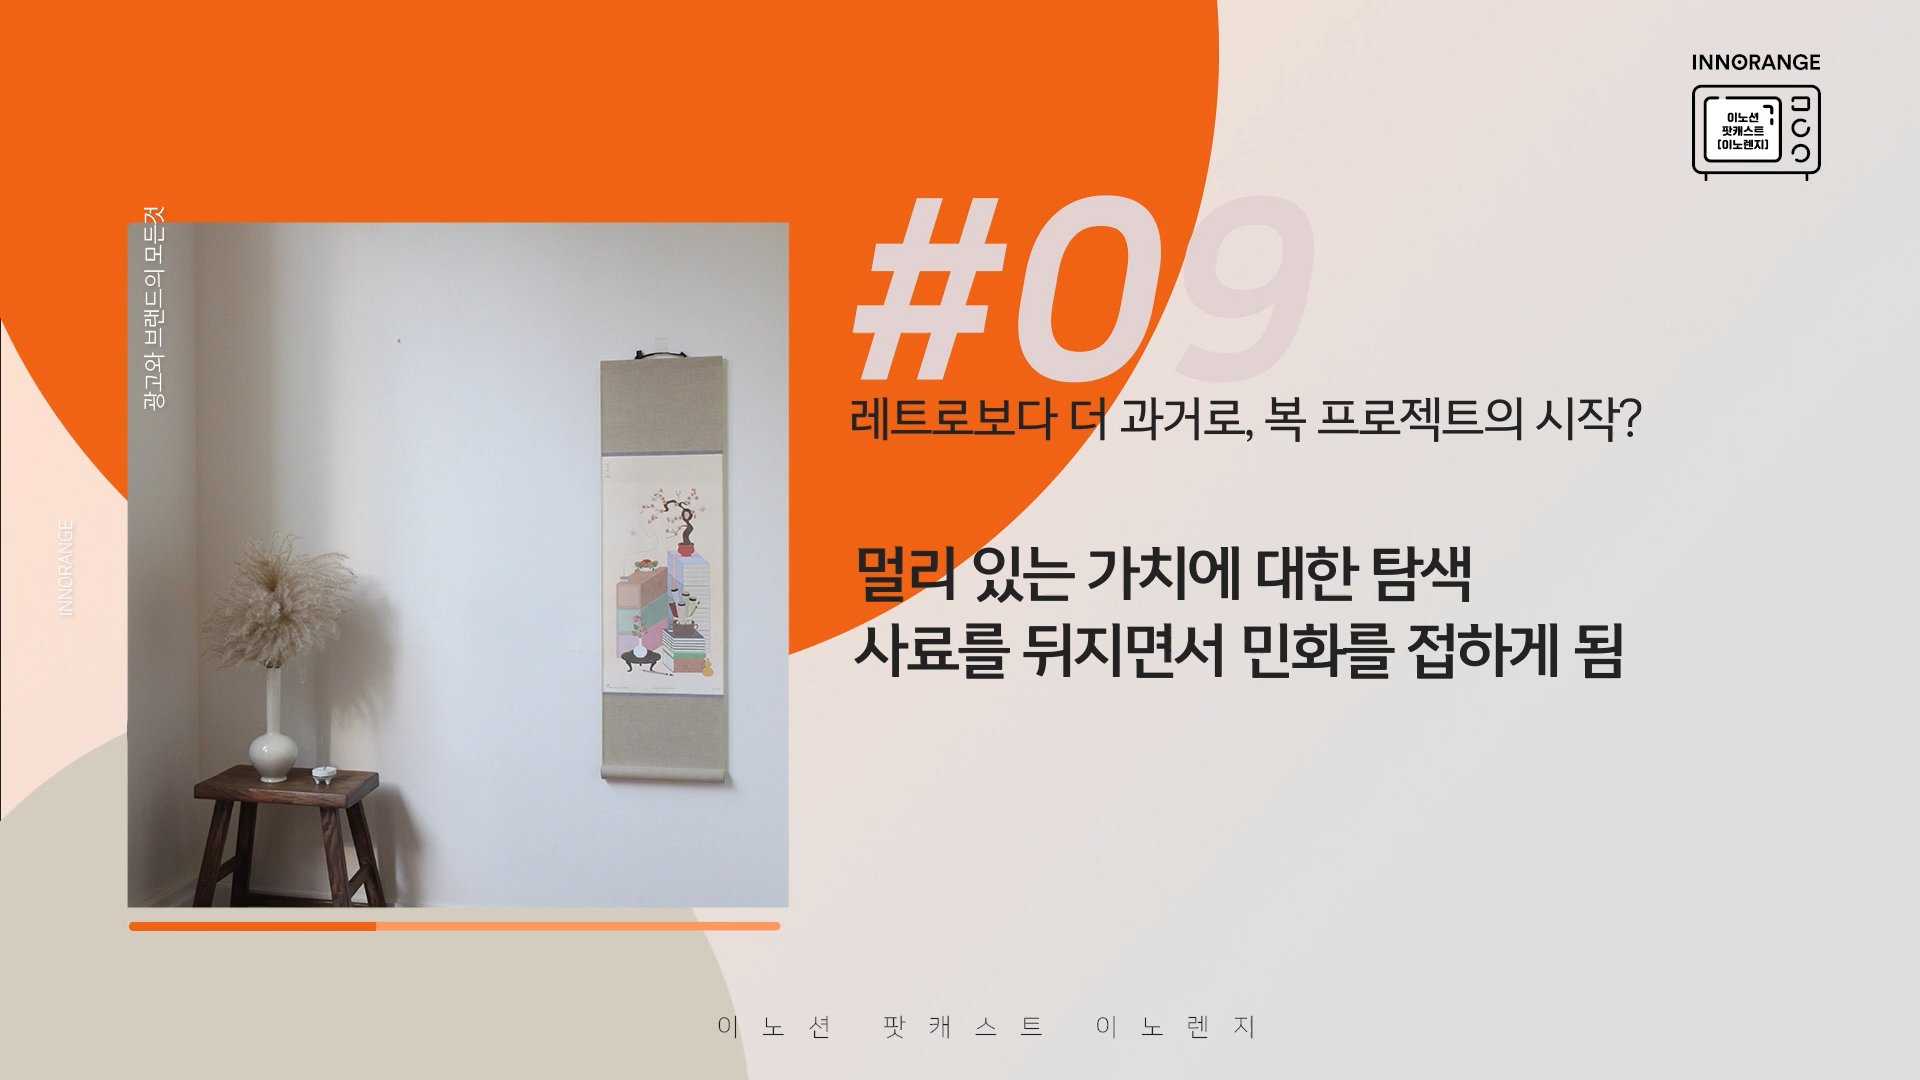 INNORANGE
이노션
팟캐스트
[이노렌지]
광고와 브랜드의 모든것
INNORANGE
#09
레트로보다 더 과거로, 복 프로젝트의 시작?
멀리 있는 가치에 대한 탐색
사료를 뒤지면서 민화를 접하게 됨
이노션 팟캐스트 이노렌지